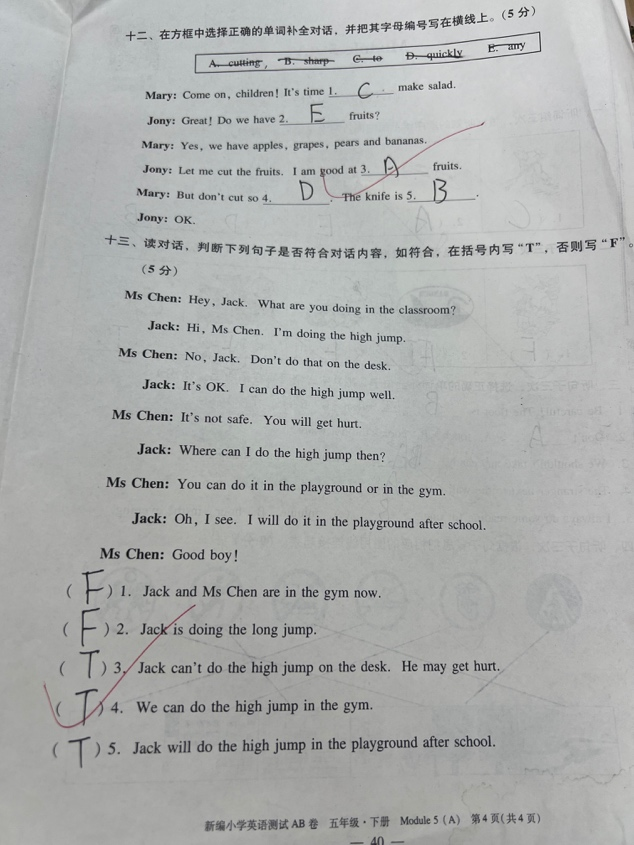 十二、在方框中选择正确的单词补全对话，并把其字母编号写在横线上。(5 分)
A. cutting, B. sharp C. to D. quickly E. any
Mary: Come on, children! It's time 1. C make salad.
Jony: Great! Do we have 2. E fruits?
Mary: Yes, we have apples, grapes, pears and bananas.
Jony: Let me cut the fruits. I am good at 3. A fruits.
Mary: But don't cut so 4. D. The knife is 5. B.
Jony: OK.
十三、读对话，判断下列句子是否符合对话内容，如符合，在括号内写“T”，否则写“F”。
(5 分)
Ms Chen: Hey, Jack. What are you doing in the classroom?
Jack: Hi, Ms Chen. I'm doing the high jump.
Ms Chen: No, Jack. Don't do that on the desk.
Jack: It's OK. I can do the high jump well.
Ms Chen: It's not safe. You will get hurt.
Jack: Where can I do the high jump then?
Ms Chen: You can do it in the playground or in the gym.
Jack: Oh, I see. I will do it in the playground after school.
Ms Chen: Good boy!
( F ) 1. Jack and Ms Chen are in the gym now.
( F ) 2. Jack is doing the long jump.
( T ) 3. Jack can't do the high jump on the desk. He may get hurt.
( T ) 4. We can do the high jump in the gym.
( T ) 5. Jack will do the high jump in the playground after school.
新编小学英语测试 AB 卷 五年级·下册 Module 5 (A) 第 4 页(共 4 页)
— 40 —